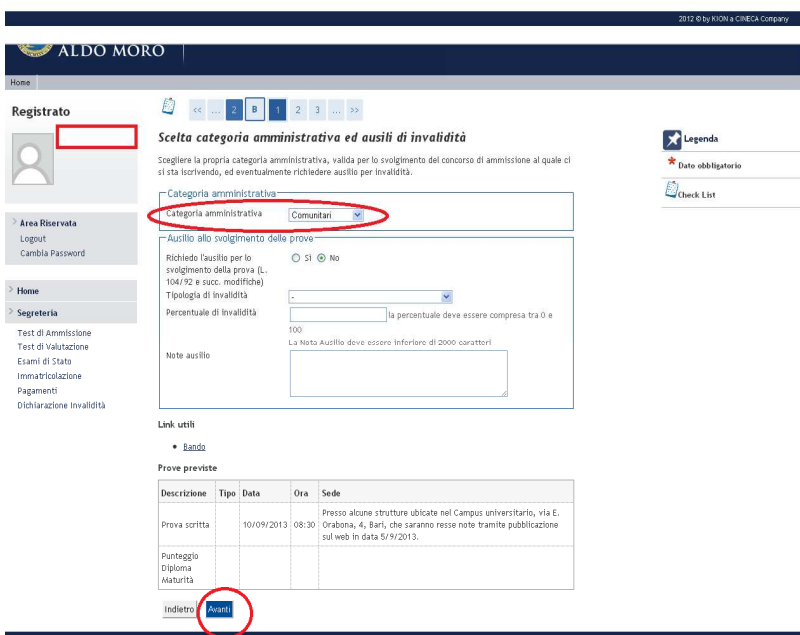 2012 © by KION a CINECA Company
ALDO MORO
Home
Registrato
<< ... 2 B 1 2 3 ... >>
Scelta categoria amministrativa ed ausili di invalidità
Scegliere la propria categoria amministrativa, valida per lo svolgimento del concorso di ammissione al quale ci
si sta iscrivendo, ed eventualmente richiedere ausilio per invalidità.
Legenda
* Dato obbligatorio
Check List
Categoria amministrativa
Categoria amministrativa Comunitari
Ausilio allo svolgimento delle prove
Richiedo l'ausilio per lo
svolgimento della prova (L.
104/92 e succ. modifiche)
Sì No
Tipologia di invalidità -
Percentuale di invalidità la percentuale deve essere compresa tra 0 e
100
La Nota Ausilio deve essere inferiore di 2000 caratteri
Note ausilio
> Area Riservata
Logout
Cambia Password
> Home
> Segreteria
Test di Ammissione
Test di Valutazione
Esami di Stato
Immatricolazione
Pagamenti
Dichiarazione Invalidità
Link utili
• Bando
Prove previste
Descrizione Tipo Data Ora Sede
Prova scritta 10/09/2013 08:30 Presso alcune strutture ubicate nel Campus universitario, via E.
Orabona, 4, Bari, che saranno resse note tramite pubblicazione
sul web in data 5/9/2013.
Punteggio
Diploma
Maturità
Indietro Avanti